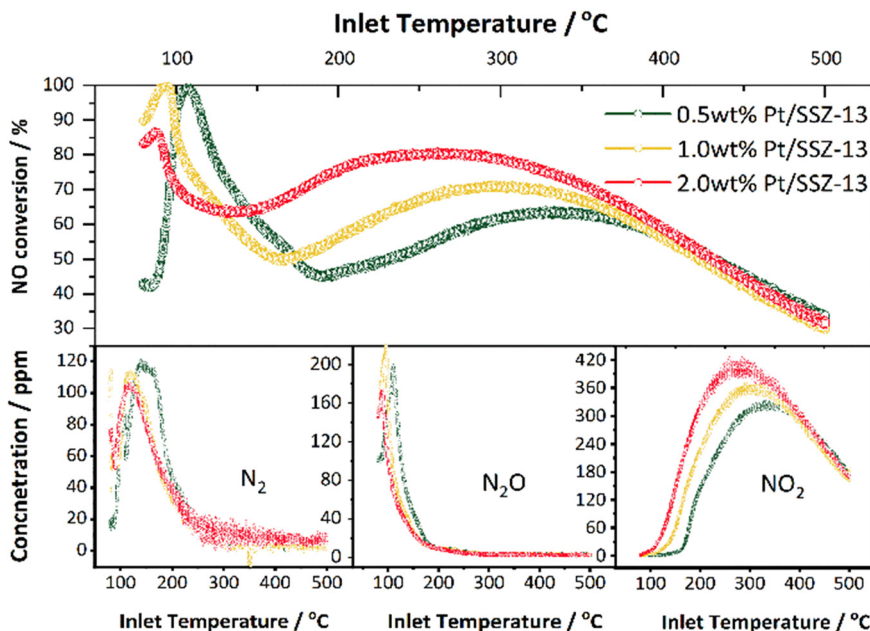 Inlet Temperature / °C
100 200 300 400 500
100
90
80
70
60
50
40
30
NO conversion / %
0.5wt% Pt/SSZ-13
1.0wt% Pt/SSZ-13
2.0wt% Pt/SSZ-13
Concnetration / ppm
120
100
80
60
40
20
0
N₂
100 200 300 400 500
Inlet Temperature / °C
200
160
120
80
40
0
N₂O
100 200 300 400 500
Inlet Temperature / °C
420
360
300
240
180
120
60
0
NO₂
100 200 300 400 500
Inlet Temperature / °C